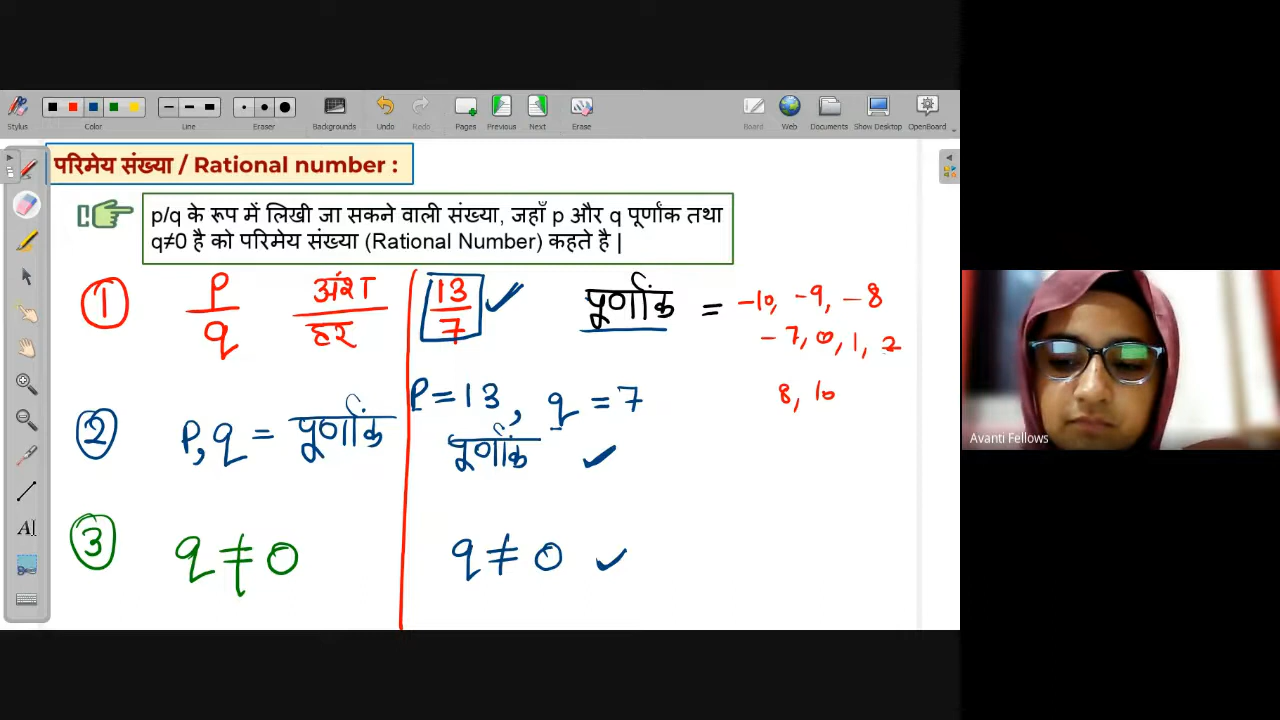 Stylus Color Line Eraser Backgrounds Undo Redo Pages Previous Next Erase Board Web Documents Show Desktop OpenBoard
परिमेय संख्या / Rational number :
p/q के रूप में लिखी जा सकने वाली संख्या, जहाँ p और q पूर्णांक तथा
q≠0 है को परिमेय संख्या (Rational Number) कहते है |
1 P/q अंश/हर 13/7 ✓ पूर्णांक = -10, -9, -8
-7, 0, 1, 2
8, 10
P=13, q=7
2 P, q = पूर्णांक पूर्णांक ✓
3 q≠0 q≠0 ✓
A
Avanti Fellows